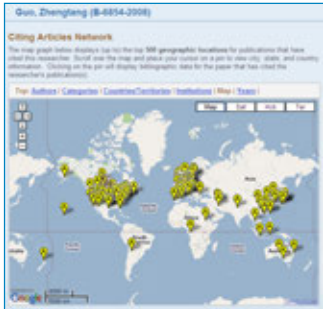 Guo, Zhengtang (B-6854-2008)
Citing Articles Network
The map graph below displays (up to) the top 500 geographic locations for publications that have
cited this researcher. Scroll over the map and place your cursor on a pin to view city, state, and country
information. Clicking on the pin will display bibliographic data for the paper that has cited the
researcher's publication(s).
Top: Authors | Categories | Countries/Territories | Institutions | Map | Years |
Map Sat Ter
Google